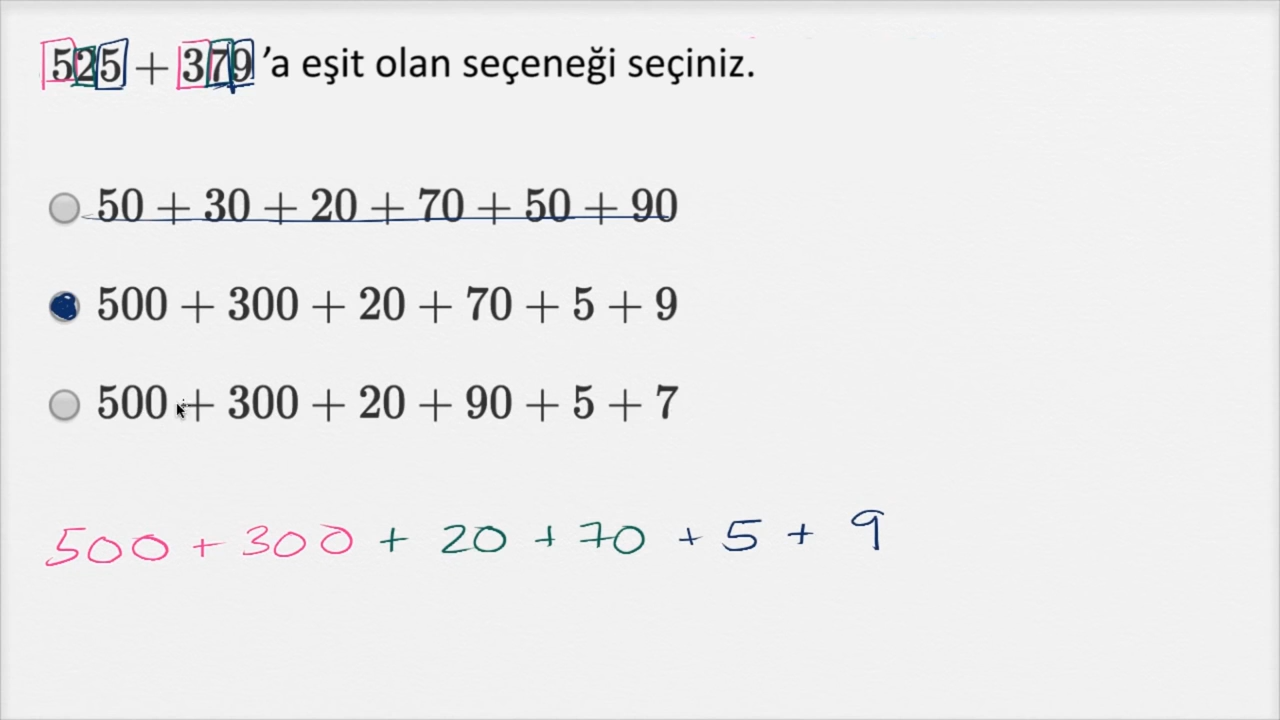 525 + 379 ’a eşit olan seçeneği seçiniz.
50 + 30 + 20 + 70 + 50 + 90
500 + 300 + 20 + 70 + 5 + 9
500 + 300 + 20 + 90 + 5 + 7
500 + 300 + 20 + 70 + 5 + 9